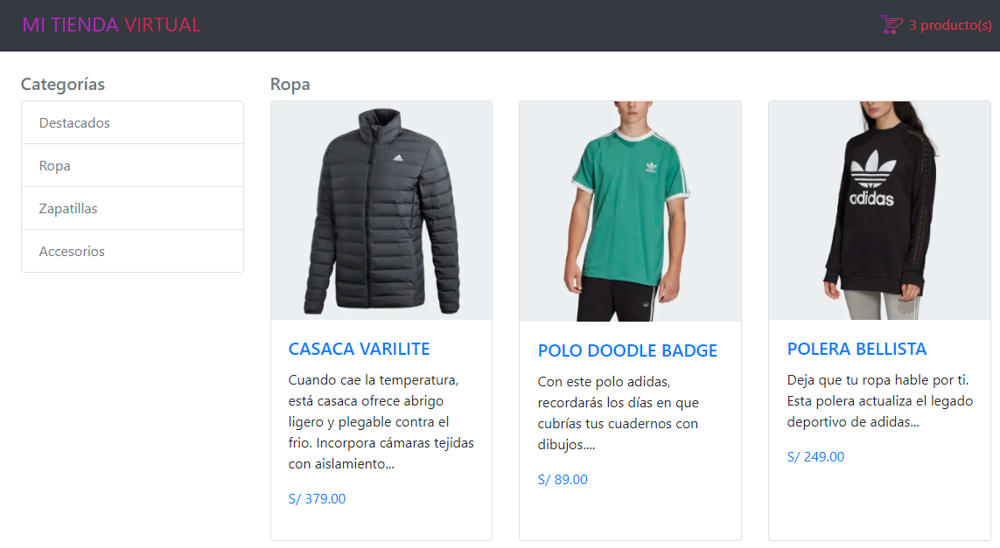 MI TIENDA VIRTUAL
3 producto(s)
Categorías
Destacados
Ropa
Zapatillas
Accesorios
Ropa
adidas
CASACA VARILITE
Cuando cae la temperatura,
está casaca ofrece abrigo
ligero y plegable contra el
frio. Incorpora cámaras tejidas
con aislamiento...
S/ 379.00
POLO DOODLE BADGE
Con este polo adidas,
recordarás los días en que
cubrías tus cuadernos con
dibujos....
S/ 89.00
adidas
POLERA BELLISTA
Deja que tu ropa hable por ti.
Esta polera actualiza el legado
deportivo de adidas...
S/ 249.00